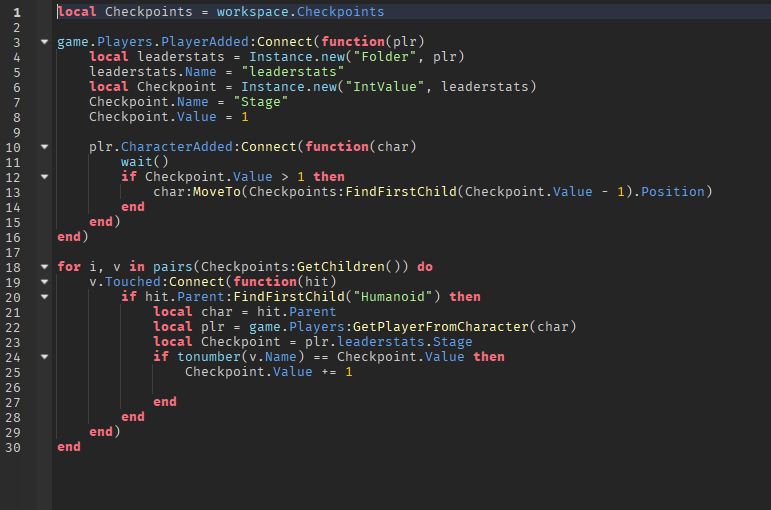 1 local Checkpoints = workspace.Checkpoints
2
3 game.Players.PlayerAdded:Connect(function(plr)
4 local leaderstats = Instance.new("Folder", plr)
5 leaderstats.Name = "leaderstats"
6 local Checkpoint = Instance.new("IntValue", leaderstats)
7 Checkpoint.Name = "Stage"
8 Checkpoint.Value = 1
9
10 plr.CharacterAdded:Connect(function(char)
11 wait()
12 if Checkpoint.Value > 1 then
13 char:MoveTo(Checkpoints:FindFirstChild(Checkpoint.Value - 1).Position)
14 end
15 end)
16 end)
17
18 for i, v in pairs(Checkpoints:GetChildren()) do
19 v.Touched:Connect(function(hit)
20 if hit.Parent:FindFirstChild("Humanoid") then
21 local char = hit.Parent
22 local plr = game.Players:GetPlayerFromCharacter(char)
23 local Checkpoint = plr.leaderstats.Stage
24 if tonumber(v.Name) == Checkpoint.Value then
25 Checkpoint.Value += 1
26
27 end
28 end
29 end)
30 end